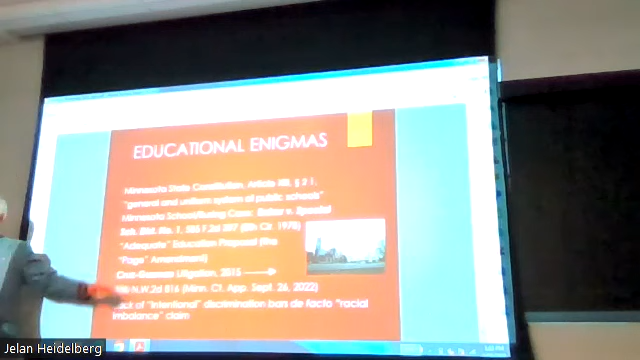 EDUCATIONAL ENIGMAS
Minnesota State Constitution, Article XIII, § 1,
"general and uniform system of public schools"
Minnesota School Busing Case: Booker v. Special
Sch. Dist. No. 1, 585 F.2d 347 (8th Cir. 1978)
"Adequate" Education Proposal (the
"Page" Amendment)
Cruz-Guzman Litigation, 2015
N.W.2d 816 (Minn. Ct. App. Sept. 26, 2022)
Lack of "intentional" discrimination bars de facto "racial
imbalance" claim
Jelan Heidelberg